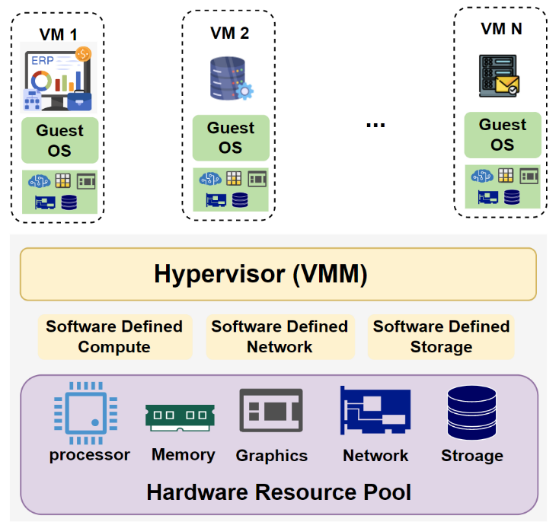 VM 1
VM 2
VM N
ERP
...
Guest
OS
Guest
OS
Guest
OS
Hypervisor (VMM)
Software Defined
Compute
Software Defined
Network
Software Defined
Storage
processor
Memory
Graphics
Network
Stroage
Hardware Resource Pool